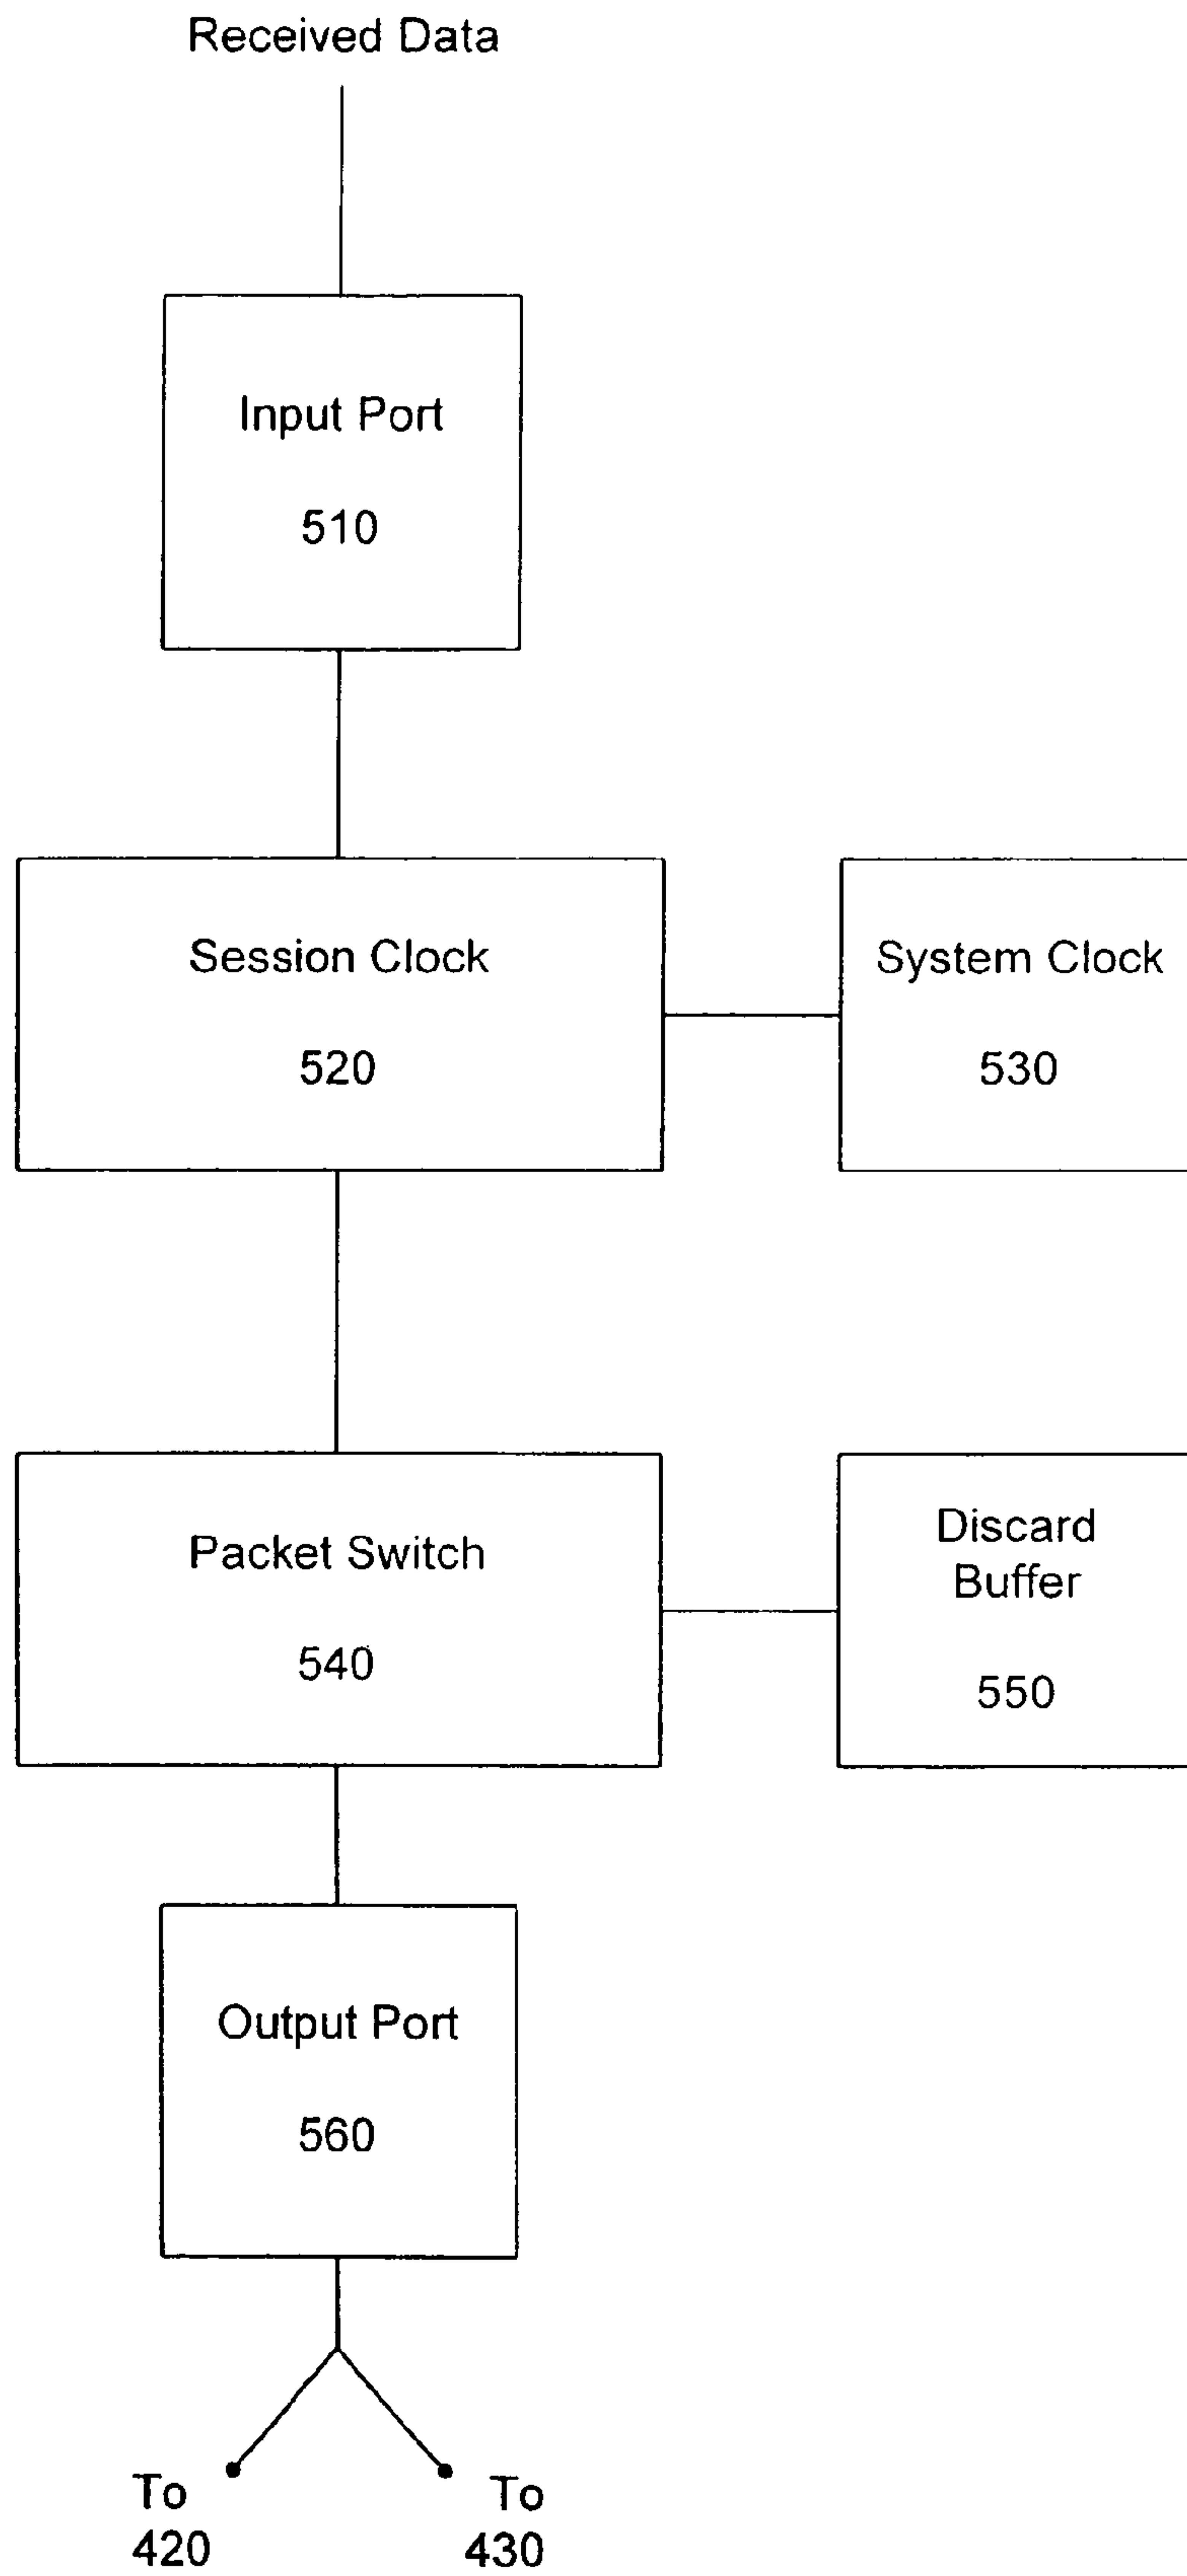 Received Data
Input Port
510
Session Clock
520
System Clock
530
Packet Switch
540
Discard
Buffer
550
Output Port
560
To
420
To
430